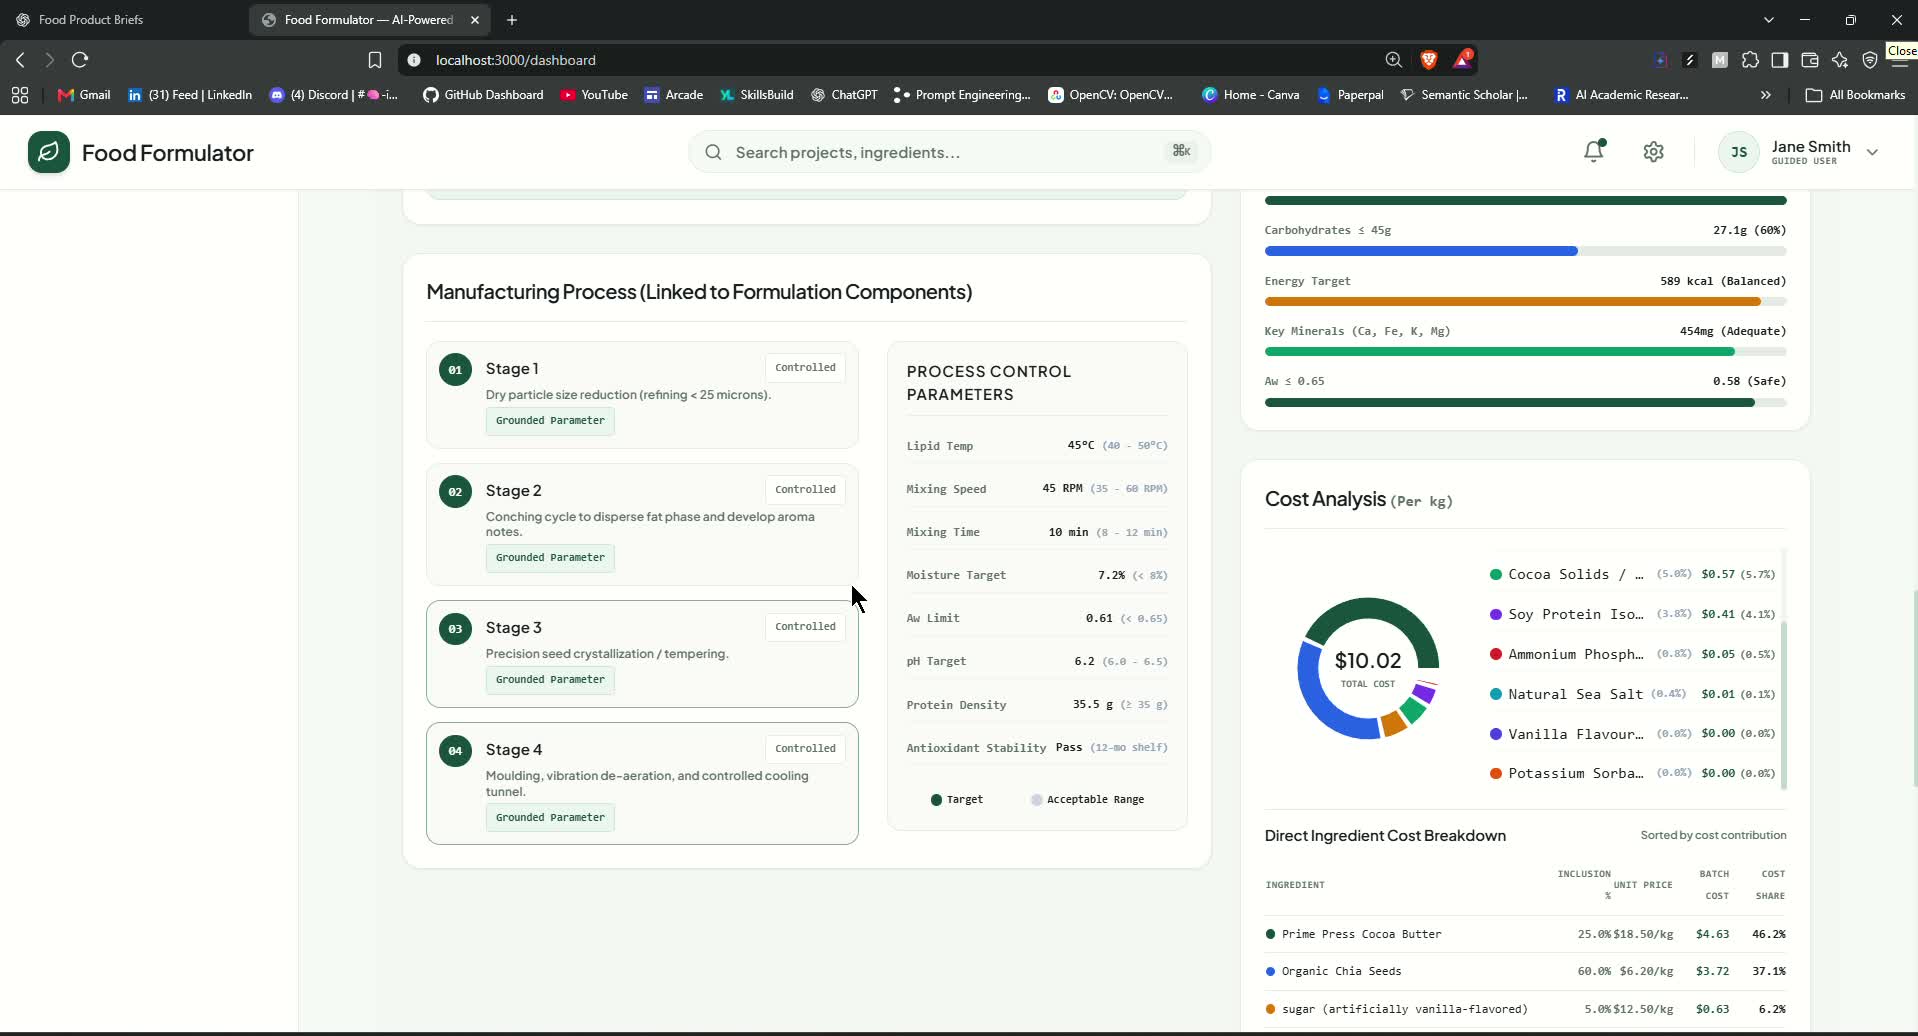 Food Product Briefs
Food Formulator — AI-Powered
Close
localhost:3000/dashboard
1
M
Gmail
(31) Feed | LinkedIn
(4) Discord | #🧠-i...
GitHub Dashboard
YouTube
Arcade
SkillsBuild
ChatGPT
Prompt Engineering...
OpenCV: OpenCV...
Home - Canva
Paperpal
Semantic Scholar |...
AI Academic Resear...
All Bookmarks
Food Formulator
Search projects, ingredients...
⌘K
JS
Jane Smith
GUIDED USER
Manufacturing Process (Linked to Formulation Components)
01
Stage 1
Controlled
Dry particle size reduction (refining < 25 microns).
Grounded Parameter
02
Stage 2
Controlled
Conching cycle to disperse fat phase and develop aroma
notes.
Grounded Parameter
03
Stage 3
Controlled
Precision seed crystallization / tempering.
Grounded Parameter
04
Stage 4
Controlled
Moulding, vibration de-aeration, and controlled cooling
tunnel.
Grounded Parameter
PROCESS CONTROL
PARAMETERS
Lipid Temp 45°C (40 - 50°C)
Mixing Speed 45 RPM (35 - 60 RPM)
Mixing Time 10 min (8 - 12 min)
Moisture Target 7.2% (< 8%)
Aw Limit 0.61 (< 0.65)
pH Target 6.2 (6.0 - 6.5)
Protein Density 35.5 g (≥ 35 g)
Antioxidant Stability Pass (12-mo shelf)
Target
Acceptable Range
Carbohydrates ≤ 45g 27.1g (60%)
Energy Target 589 kcal (Balanced)
Key Minerals (Ca, Fe, K, Mg) 454mg (Adequate)
Aw ≤ 0.65 0.58 (Safe)
Cost Analysis (Per kg)
$10.02
TOTAL COST
Cocoa Solids / … (5.0%) $0.57 (5.7%)
Soy Protein Iso… (3.8%) $0.41 (4.1%)
Ammonium Phosph… (0.8%) $0.05 (0.5%)
Natural Sea Salt (0.4%) $0.01 (0.1%)
Vanilla Flavour… (0.0%) $0.00 (0.0%)
Potassium Sorba… (0.0%) $0.00 (0.0%)
Direct Ingredient Cost Breakdown
Sorted by cost contribution
INGREDIENT
INCLUSION
%
UNIT PRICE
BATCH
COST
COST
SHARE
Prime Press Cocoa Butter 25.0% $18.50/kg $4.63 46.2%
Organic Chia Seeds 60.0% $6.20/kg $3.72 37.1%
sugar (artificially vanilla-flavored) 5.0% $12.50/kg $0.63 6.2%